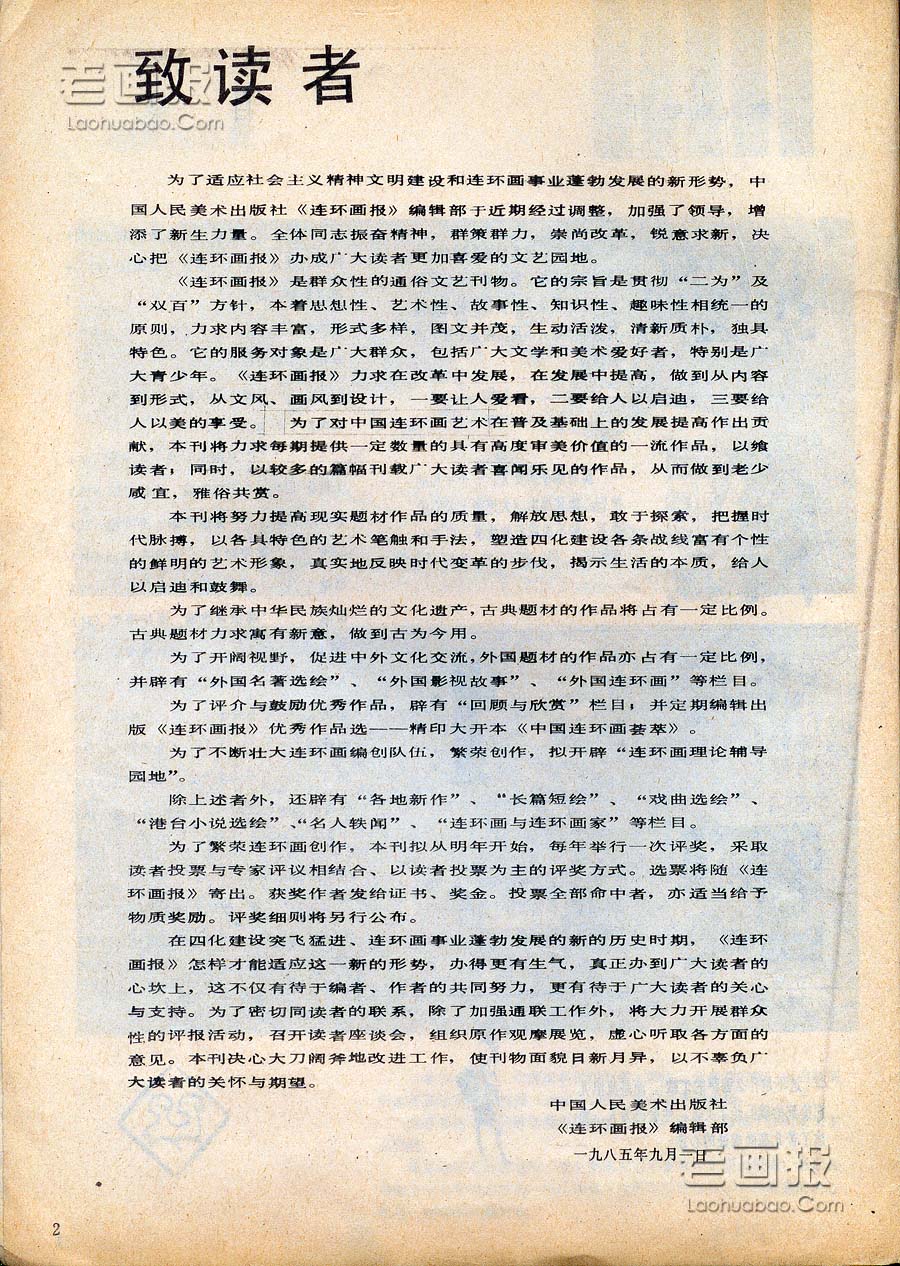 致读者
老画报
Laohuabao.Com
为了适应社会主义精神文明建设和连环画事业蓬勃发展的新形势，中
国人民美术出版社《连环画报》编辑部于近期经过调整，加强了领导，增
添了新生力量。全体同志振奋精神，群策群力，崇尚改革，锐意求新，决
心把《连环画报》办成广大读者更加喜爱的文艺园地。
《连环画报》是群众性的通俗文艺刊物。它的宗旨是贯彻“二为”及
“双百”方针，本着思想性、艺术性、故事性、知识性、趣味性相统一的
原则，力求内容丰富，形式多样，图文并茂，生动活泼，清新质朴，独具
特色。它的服务对象是广大群众，包括广大文学和美术爱好者，特别是广
大青少年。《连环画报》力求在改革中发展，在发展中提高，做到从内容
到形式，从文风、画风到设计，一要让人爱看，二要给人以启迪，三要给
人以美的享受。 为了对中国连环画艺术在普及基础上的发展提高作出贡
献，本刊将力求每期提供一定数量的具有高度审美价值的一流作品，以飨
读者；同时，以较多的篇幅刊载广大读者喜闻乐见的作品，从而做到老少
咸宜，雅俗共赏。
本刊将努力提高现实题材作品的质量，解放思想，敢于探索，把握时
代脉搏，以各具特色的艺术笔触和手法，塑造四化建设各条战线富有个性
的鲜明的艺术形象，真实地反映时代变革的步伐，揭示生活的本质，给人
以启迪和鼓舞。
为了继承中华民族灿烂的文化遗产，古典题材的作品将占有一定比例。
古典题材力求寓有新意，做到古为今用。
为了开阔视野，促进中外文化交流，外国题材的作品亦占有一定比例，
并辟有“外国名著选绘”、“外国影视故事”、“外国连环画”等栏目。
为了评介与鼓励优秀作品，辟有“回顾与欣赏”栏目；并定期编辑出
版《连环画报》优秀作品选——精印大开本《中国连环画荟萃》。
为了不断壮大连环画编创队伍，繁荣创作，拟开辟“连环画理论辅导
园地”。
除上述者外，还辟有“各地新作”、“长篇短绘”、“戏曲选绘”、
“港台小说选绘”、“名人轶闻”、“连环画与连环画家”等栏目。
为了繁荣连环画创作，本刊拟从明年开始，每年举行一次评奖，采取
读者投票与专家评议相结合、以读者投票为主的评奖方式。选票将随《连
环画报》寄出。获奖作者发给证书、奖金。投票全部命中者，亦适当给予
物质奖励。评奖细则将另行公布。
在四化建设突飞猛进、连环画事业蓬勃发展的新的历史时期，《连环
画报》怎样才能适应这一新的形势，办得更有生气，真正办到广大读者的
心坎上，这不仅有待于编者、作者的共同努力，更有待于广大读者的关心
与支持。为了密切同读者的联系，除了加强通联工作外，将大力开展群众
性的评报活动，召开读者座谈会，组织原作观摩展览，虚心听取各方面的
意见。本刊决心大刀阔斧地改进工作，使刊物面貌日新月异，以不辜负广
大读者的关怀与期望。
中国人民美术出版社
《连环画报》编辑部
一九八五年九月一日
老画报
Laohuabao.Com
2